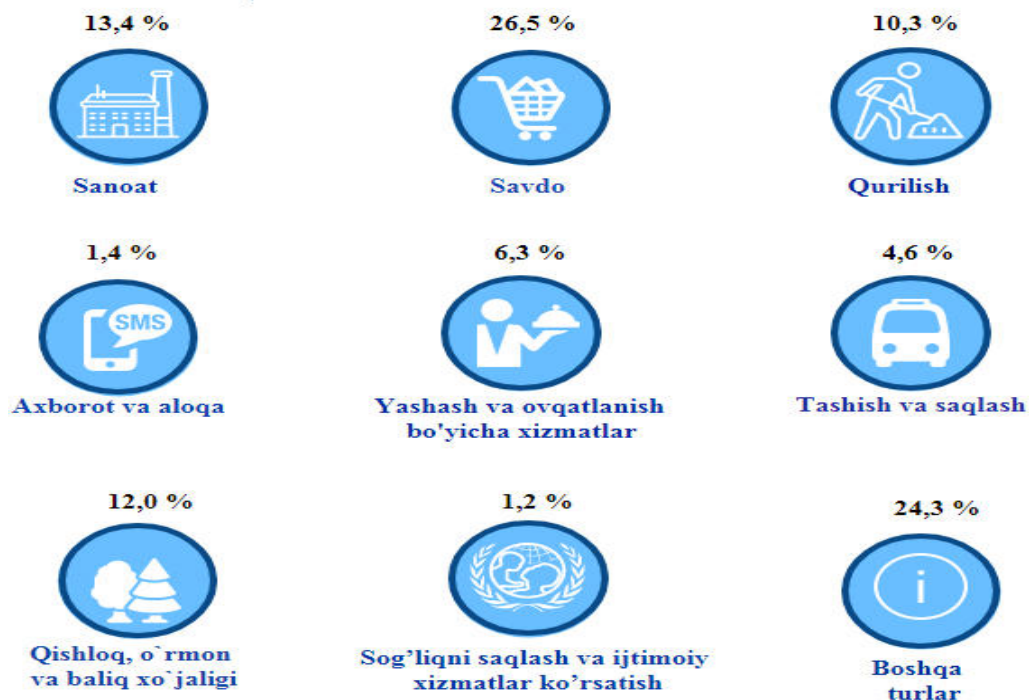 13,4 %
26,5 %
10,3 %
Sanoat
Savdo
Qurilish
1,4 %
6,3 %
4,6 %
SMS
Axborot va aloqa
Yashash va ovqatlanish
bo'yicha xizmatlar
Tashish va saqlash
12,0 %
1,2 %
24,3 %
i
Qishloq, o`rmon
va baliq xo`jaligi
Sog’liqni saqlash va ijtimoiy
xizmatlar ko’rsatish
Boshqa
turlar